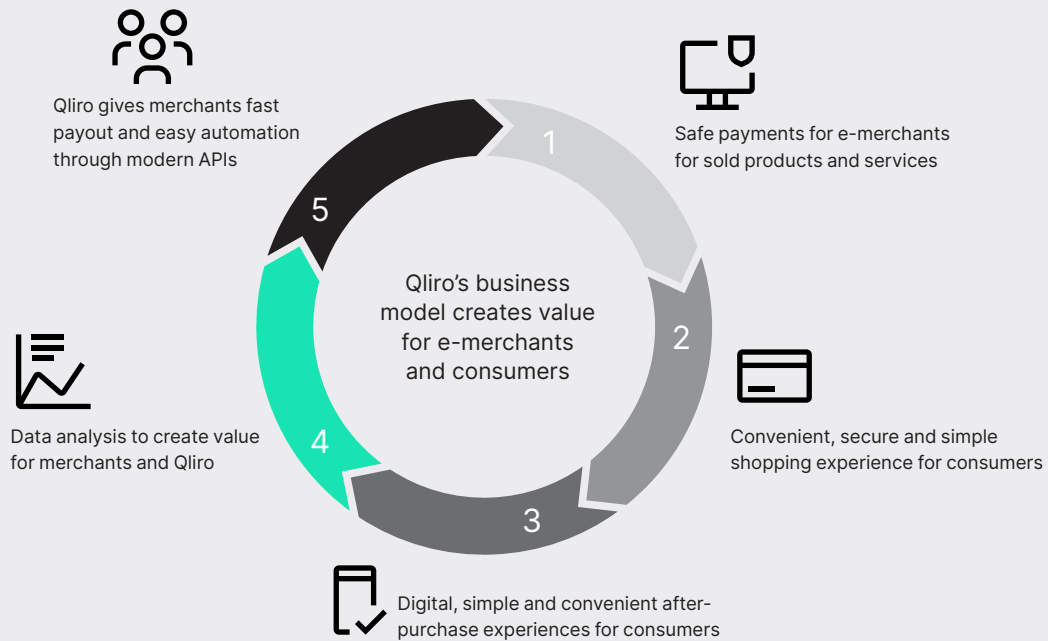 Qliro gives merchants fast
payout and easy automation
through modern APIs
1
Safe payments for e-merchants
for sold products and services
5
Qliro’s business
model creates value
for e-merchants
and consumers
2
Data analysis to create value
for merchants and Qliro
4
Convenient, secure and simple
shopping experience for consumers
3
Digital, simple and convenient after-
purchase experiences for consumers